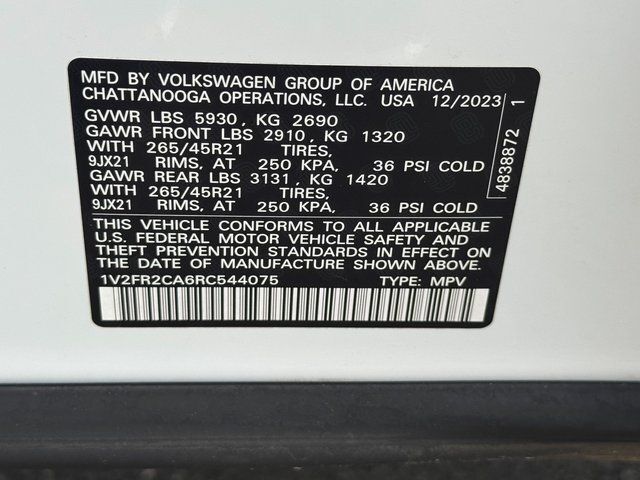 MFD BY VOLKSWAGEN GROUP OF AMERICA
CHATTANOOGA OPERATIONS, LLC. USA 12/2023
GVWR LBS 5930, KG 2690
GAWR FRONT LBS 2910, KG 1320
WITH 265/45R21 TIRES,
9JX21 RIMS, AT 250 KPA, 36 PSI COLD
GAWR REAR LBS 3131, KG 1420
WITH 265/45R21 TIRES,
9JX21 RIMS, AT 250 KPA, 36 PSI COLD
THIS VEHICLE CONFORMS TO ALL APPLICABLE
U.S. FEDERAL MOTOR VEHICLE SAFETY AND
THEFT PREVENTION STANDARDS IN EFFECT ON
THE DATE OF MANUFACTURE SHOWN ABOVE.
1V2FR2CA6RC544075 TYPE: MPV
4838872 1